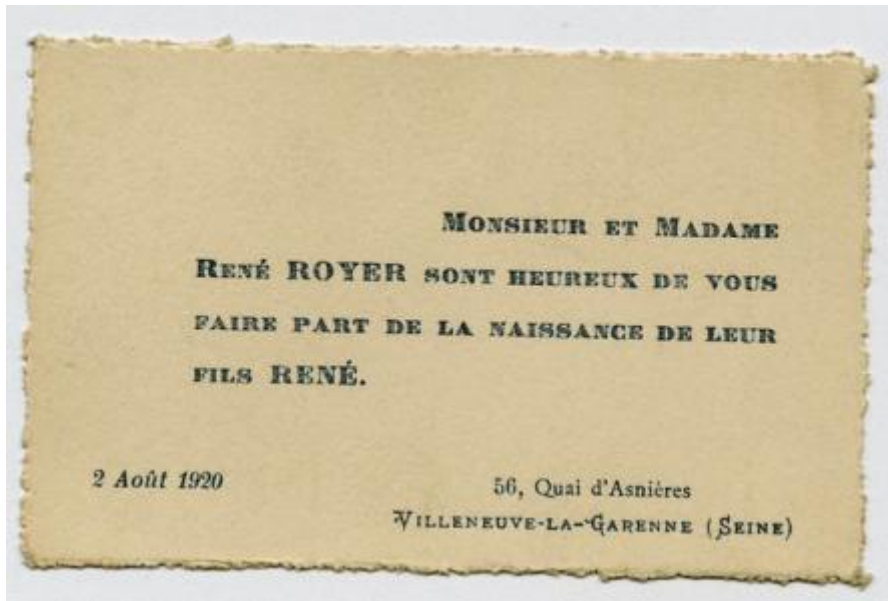 Monsieur et Madame
René ROYER sont heureux de vous
faire part de la naissance de leur
fils RENÉ.
2 Août 1920
56, Quai d'Asnières
Villeneuve-la-Garenne (Seine)